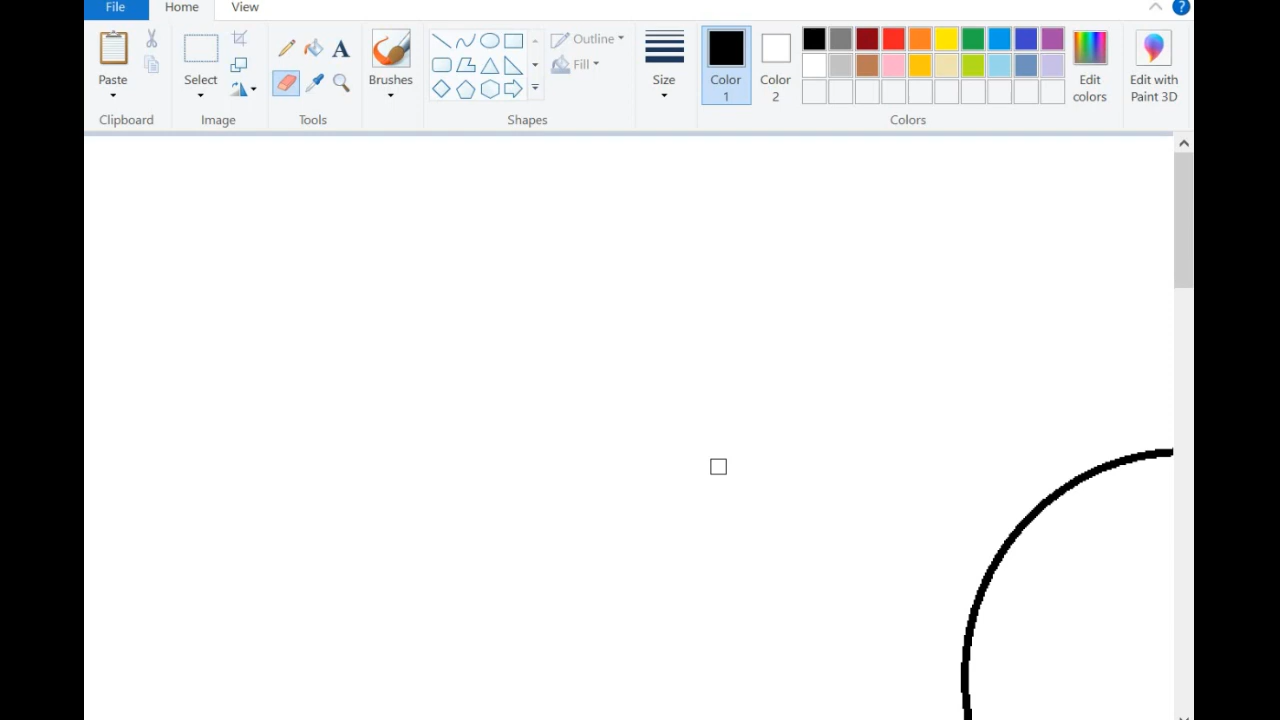 File Home View ?
Outline
Fill
Paste Select A Brushes Size Color 1 Color 2 Edit colors Edit with Paint 3D
Clipboard Image Tools Shapes Colors